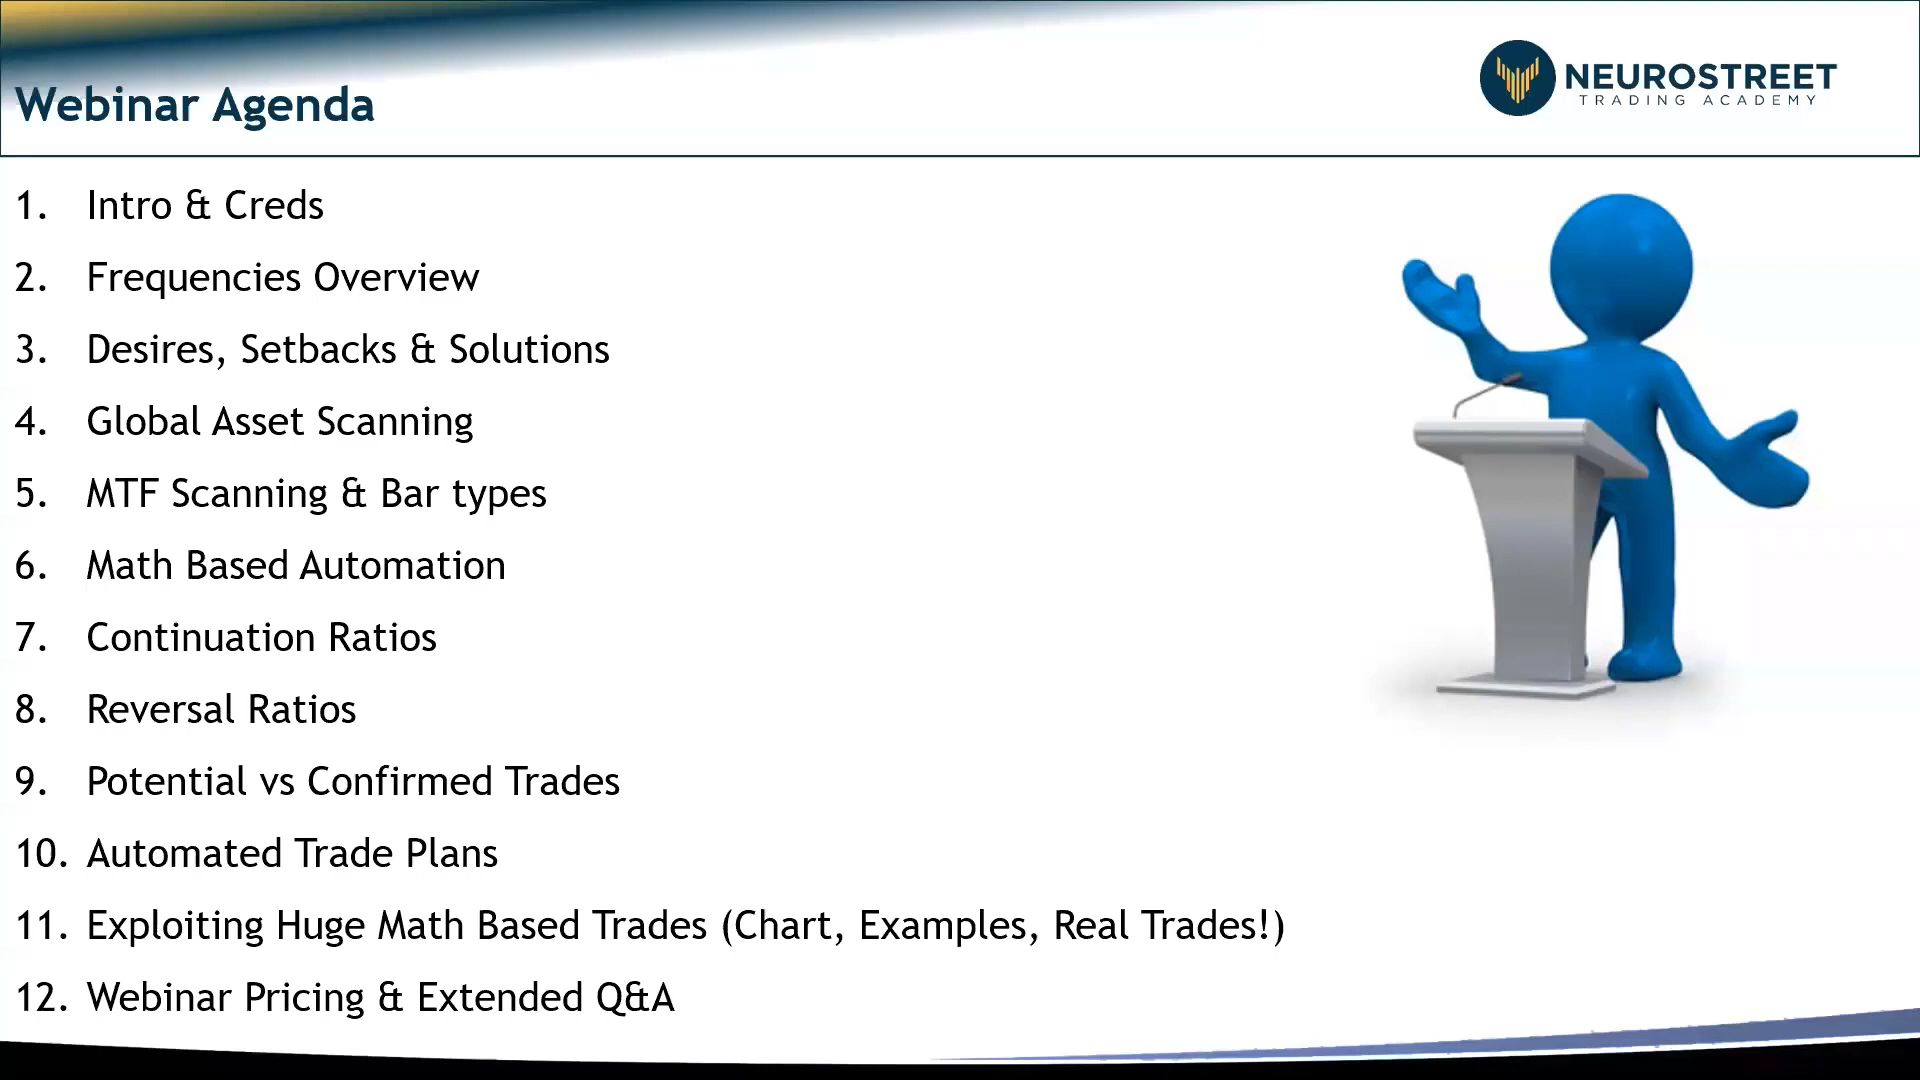 Webinar Agenda
NEUROSTREET
TRADING ACADEMY
1. Intro & Creds
2. Frequencies Overview
3. Desires, Setbacks & Solutions
4. Global Asset Scanning
5. MTF Scanning & Bar types
6. Math Based Automation
7. Continuation Ratios
8. Reversal Ratios
9. Potential vs Confirmed Trades
10. Automated Trade Plans
11. Exploiting Huge Math Based Trades (Chart, Examples, Real Trades!)
12. Webinar Pricing & Extended Q&A